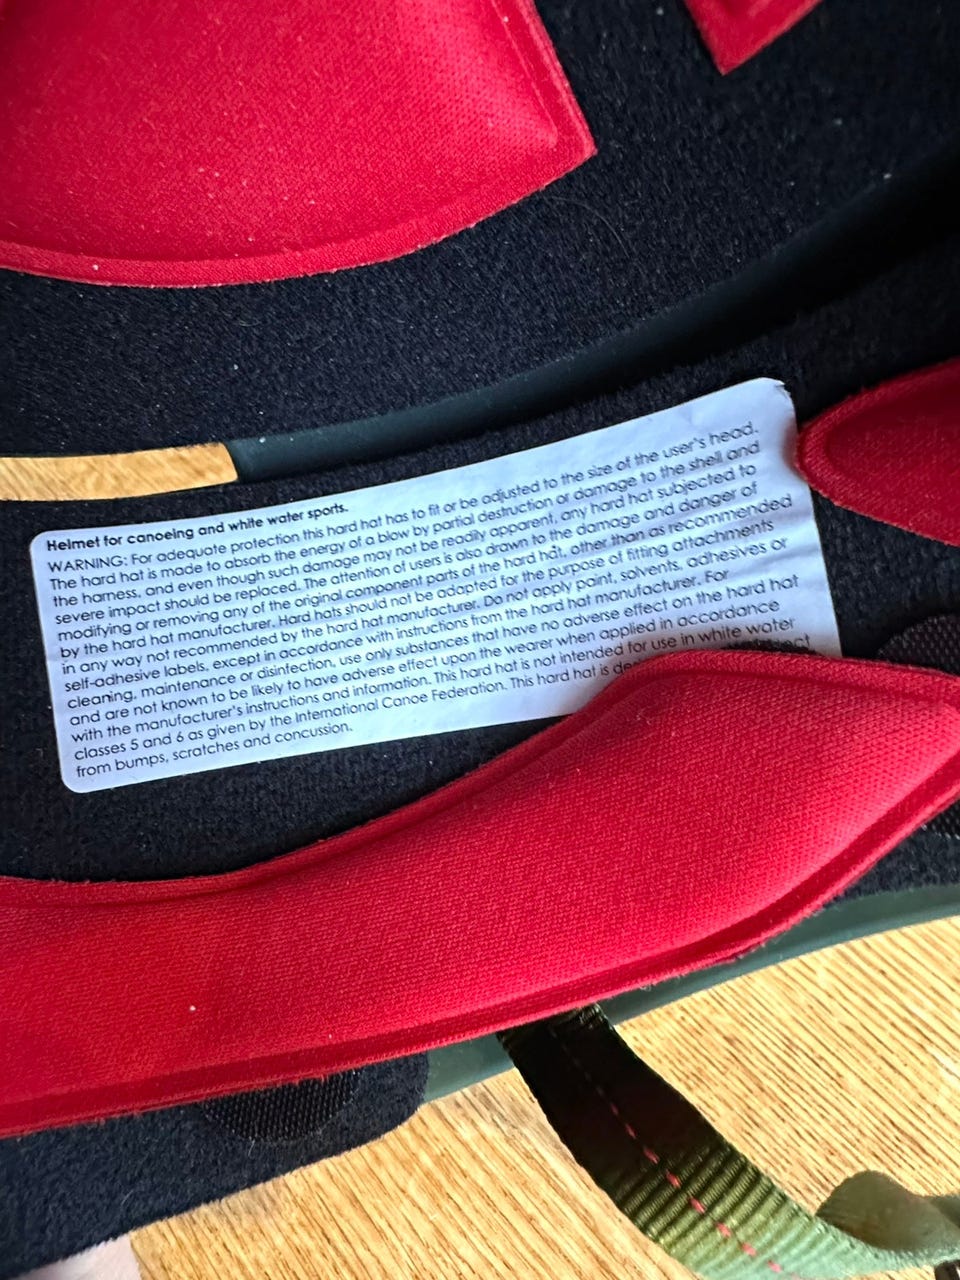 Helmet for canoeing and white water sports.
WARNING: For adequate protection this hard hat has to fit or be adjusted to the size of the user's head.
The hard hat is made to absorb the energy of a blow by partial destruction or damage to the shell and
the harness, and even though such damage may not be readily apparent, any hard hat subjected to
severe impact should be replaced. The attention of users is also drawn to the damage and danger of
modifying or removing any of the original component parts of the hard hat, other than as recommended
by the hard hat manufacturer. Hard hats should not be adapted for the purpose of fitting attachments
in any way not recommended by the hard hat manufacturer. Do not apply paint, solvents, adhesives or
self-adhesive labels, except in accordance with instructions from the hard hat manufacturer. For
cleaning, maintenance or disinfection, use only substances that have no adverse effect on the hard hat
and are not known to be likely to have adverse effect upon the wearer when applied in accordance
with the manufacturer's instructions and information. This hard hat is not intended for use in white water
classes 5 and 6 as given by the International Canoe Federation. This hard hat is
from bumps, scratches and concussion.